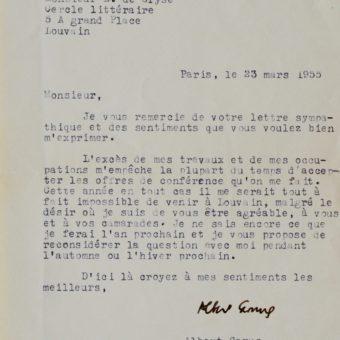 Monsieur
Cercle littéraire
5 A grand Place
Louvain
Paris, le 23 mars 1955
Monsieur,
Je vous remercie de votre lettre sympa-
thique et des sentiments que vous voulez bien
m'exprimer.
L'excès de mes travaux et de mes occu-
pations m'empêche la plupart du temps d'accep-
ter les offres de conférence qu'on me fait.
Cette année en tout cas il me serait tout à
fait impossible de venir à Louvain, malgré le
désir où je suis de vous être agréable, à vous
et à vos camarades. Je ne sais encore ce que
je ferai l'an prochain et je vous propose de
reconsidérer la question avec moi pendant
l'automne ou l'hiver prochain.
D'ici là croyez à mes sentiments les
meilleurs,
Albert Camus
Albert Camus